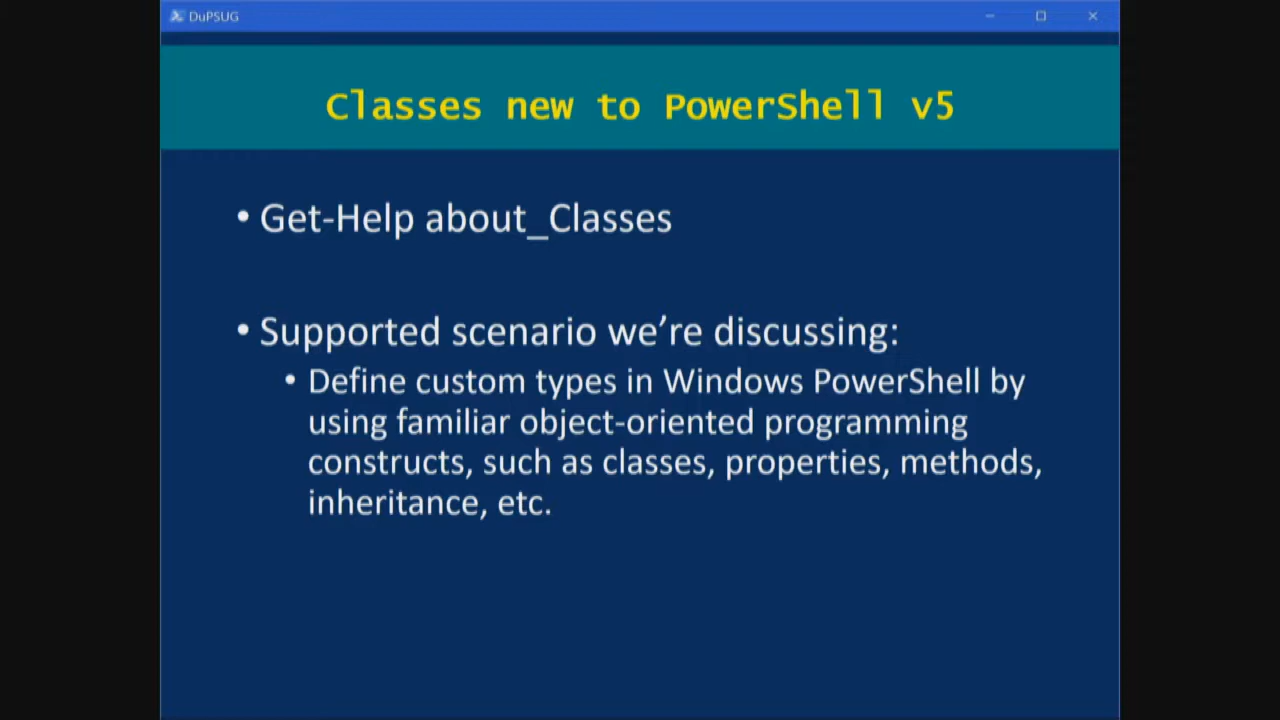 DuPSUG
Classes new to PowerShell v5
• Get-Help about_Classes
• Supported scenario we’re discussing:
• Define custom types in Windows PowerShell by
using familiar object-oriented programming
constructs, such as classes, properties, methods,
inheritance, etc.